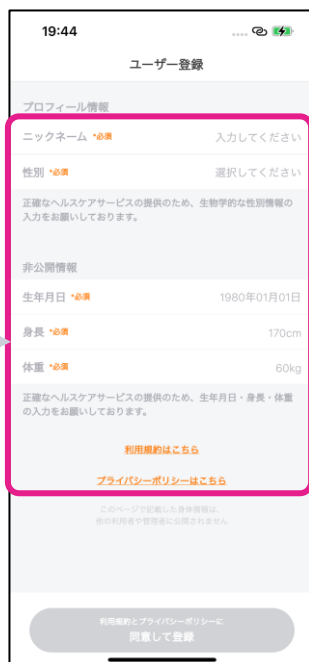 19:44
ユーザー登録
プロフィール情報
ニックネーム *必須 入力してください
性別 *必須 選択してください
正確なヘルスケアサービスの提供のため、生物学的な性別情報の
入力をお願いしております。
非公開情報
生年月日 *必須 1980年01月01日
身長 *必須 170cm
体重 *必須 60kg
正確なヘルスケアサービスの提供のため、生年月日・身長・体重
の入力をお願いしております。
利用規約はこちら
プライバシーポリシーはこちら
このページで記載した身体情報は、
他の利用者や管理者に公開されません
利用規約とプライバシーポリシーに
同意して登録